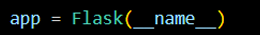 app = Flask(__name__)